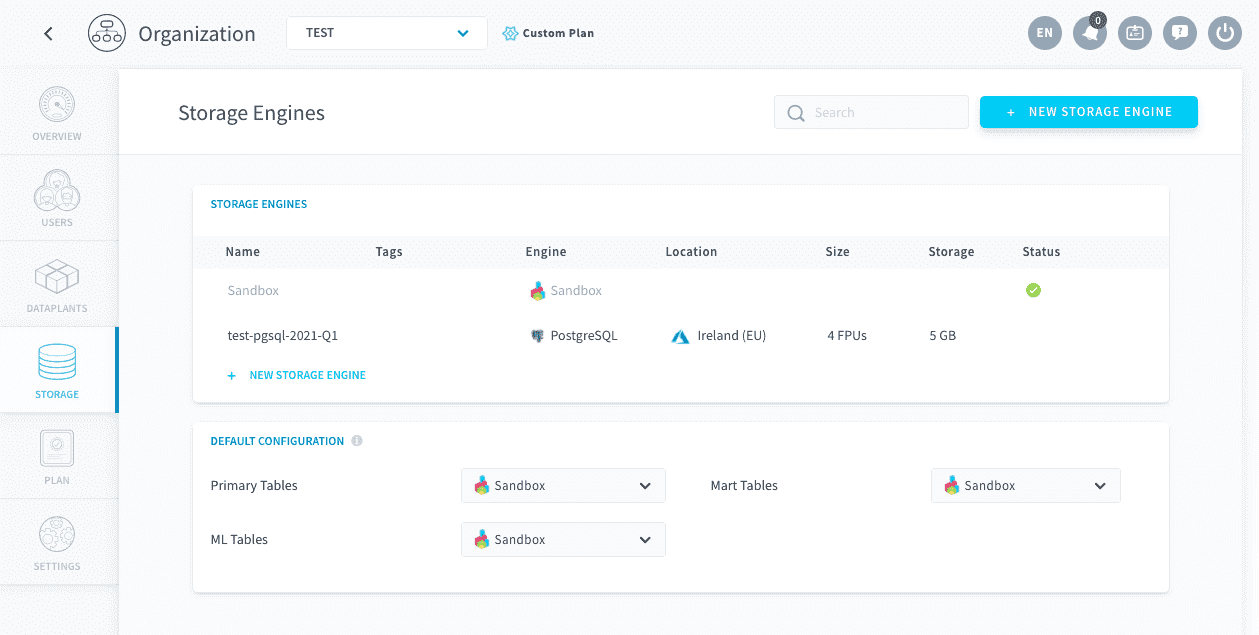 Organization
TEST
Custom Plan
EN
0
?
OVERVIEW
USERS
DATAPLANTS
STORAGE
PLAN
SETTINGS
Storage Engines
Search
+ NEW STORAGE ENGINE
STORAGE ENGINES
Name Tags Engine Location Size Storage Status
Sandbox Sandbox
test-pgsql-2021-Q1 PostgreSQL Ireland (EU) 4 FPUs 5 GB
+ NEW STORAGE ENGINE
DEFAULT CONFIGURATION i
Primary Tables Sandbox Mart Tables Sandbox
ML Tables Sandbox